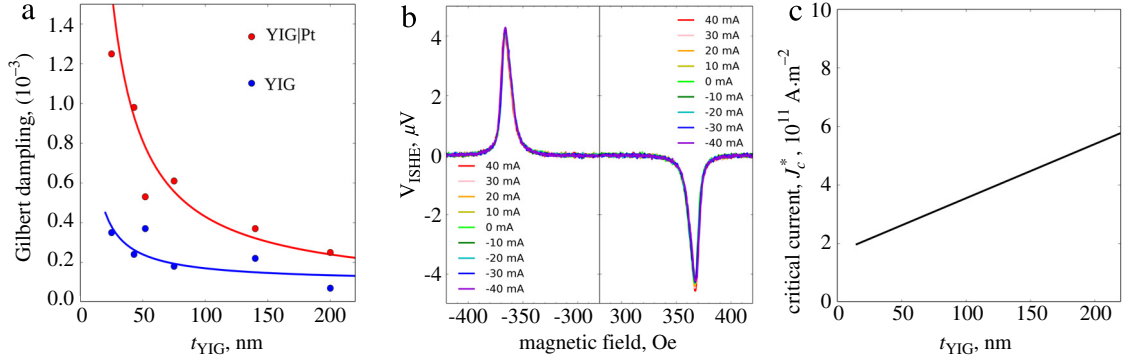 a
1.4
1.2
1.0
0.8
0.6
0.4
0.2
0.0
Gilbert dampling, (10⁻³)
YIG|Pt
YIG
0 50 100 150 200
t_YIG, nm
b
4
2
0
-2
-4
V_ISHE, μV
40 mA
30 mA
20 mA
10 mA
0 mA
-10 mA
-20 mA
-30 mA
-40 mA
40 mA
30 mA
20 mA
10 mA
0 mA
-10 mA
-20 mA
-30 mA
-40 mA
-400 -350 -300 300 350 400
magnetic field, Oe
c
10
8
6
4
2
0
critical current, J_c^*, 10¹¹ A·m⁻²
0 50 100 150 200
t_YIG, nm